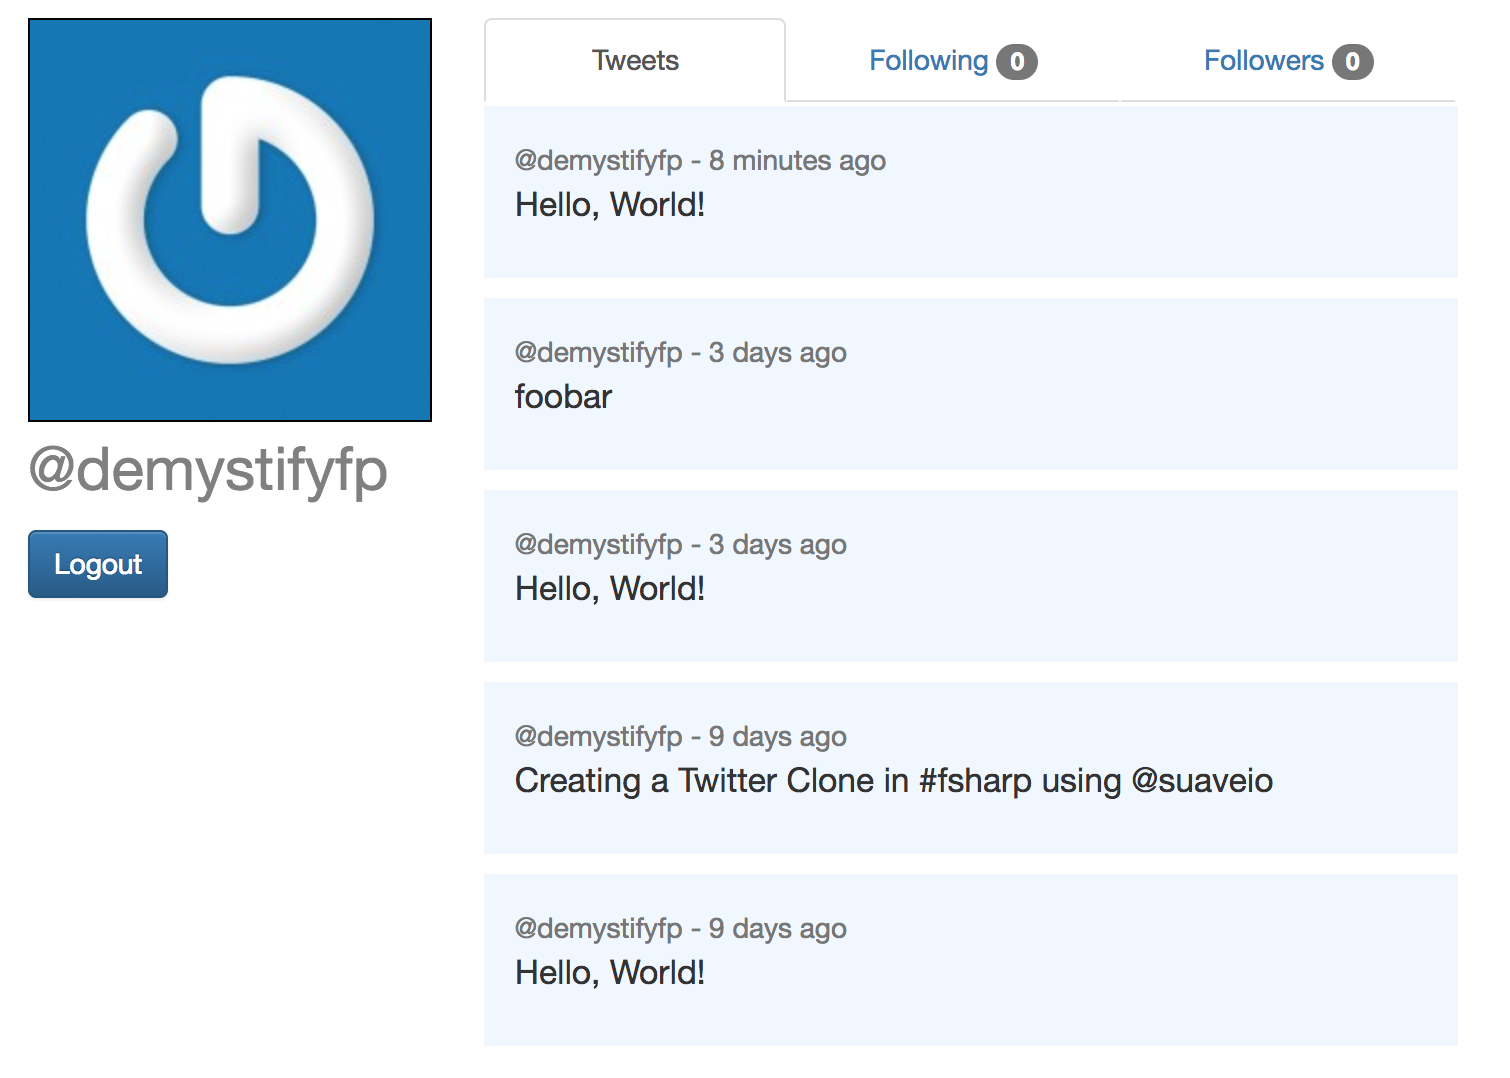 Tweets
Following 0
Followers 0
@demystifyfp
Logout
@demystifyfp - 8 minutes ago
Hello, World!
@demystifyfp - 3 days ago
foobar
@demystifyfp - 3 days ago
Hello, World!
@demystifyfp - 9 days ago
Creating a Twitter Clone in #fsharp using @suaveio
@demystifyfp - 9 days ago
Hello, World!